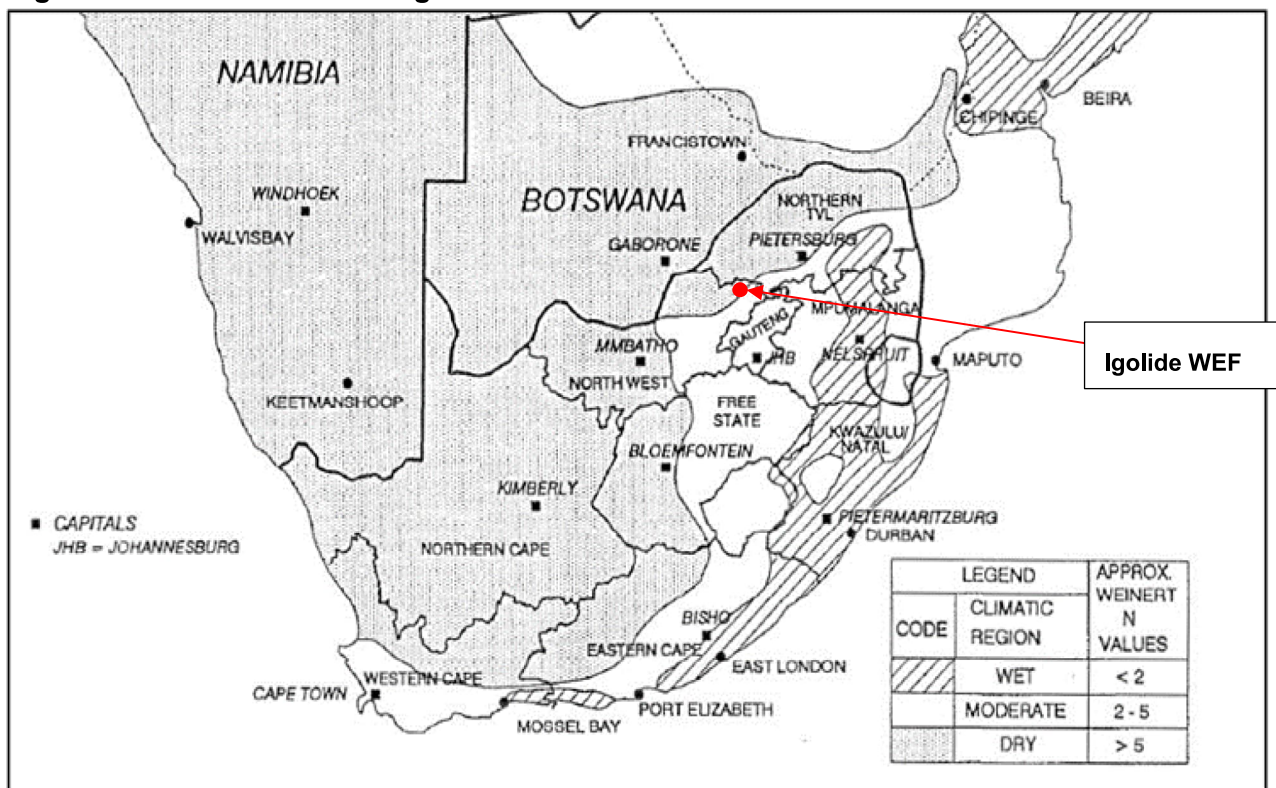 NAMIBIA
BEIRA
CHIPINGE
FRANCISTOWN
WINDHOEK
BOTSWANA
NORTHERN
TVL
WALVISBAY
GABORONE
PIETERSBURG
MPUMALANGA
GAUTENG
Igolide WEF
MMBATHO
JHB
NELSPRUIT
MAPUTO
NORTH WEST
KEETMANSHOOP
FREE
STATE
KWAZULU/
NATAL
BLOEMFONTEIN
KIMBERLY
CAPITALS
JHB = JOHANNESBURG
PIETERMARITZBURG
DURBAN
NORTHERN CAPE
BISHO
EASTERN CAPE
EAST LONDON
WESTERN CAPE
CAPE TOWN
PORT ELIZABETH
MOSSEL BAY
LEGEND
APPROX.
WEINERT
N
VALUES
CODE
CLIMATIC
REGION
WET < 2
MODERATE 2 - 5
DRY > 5